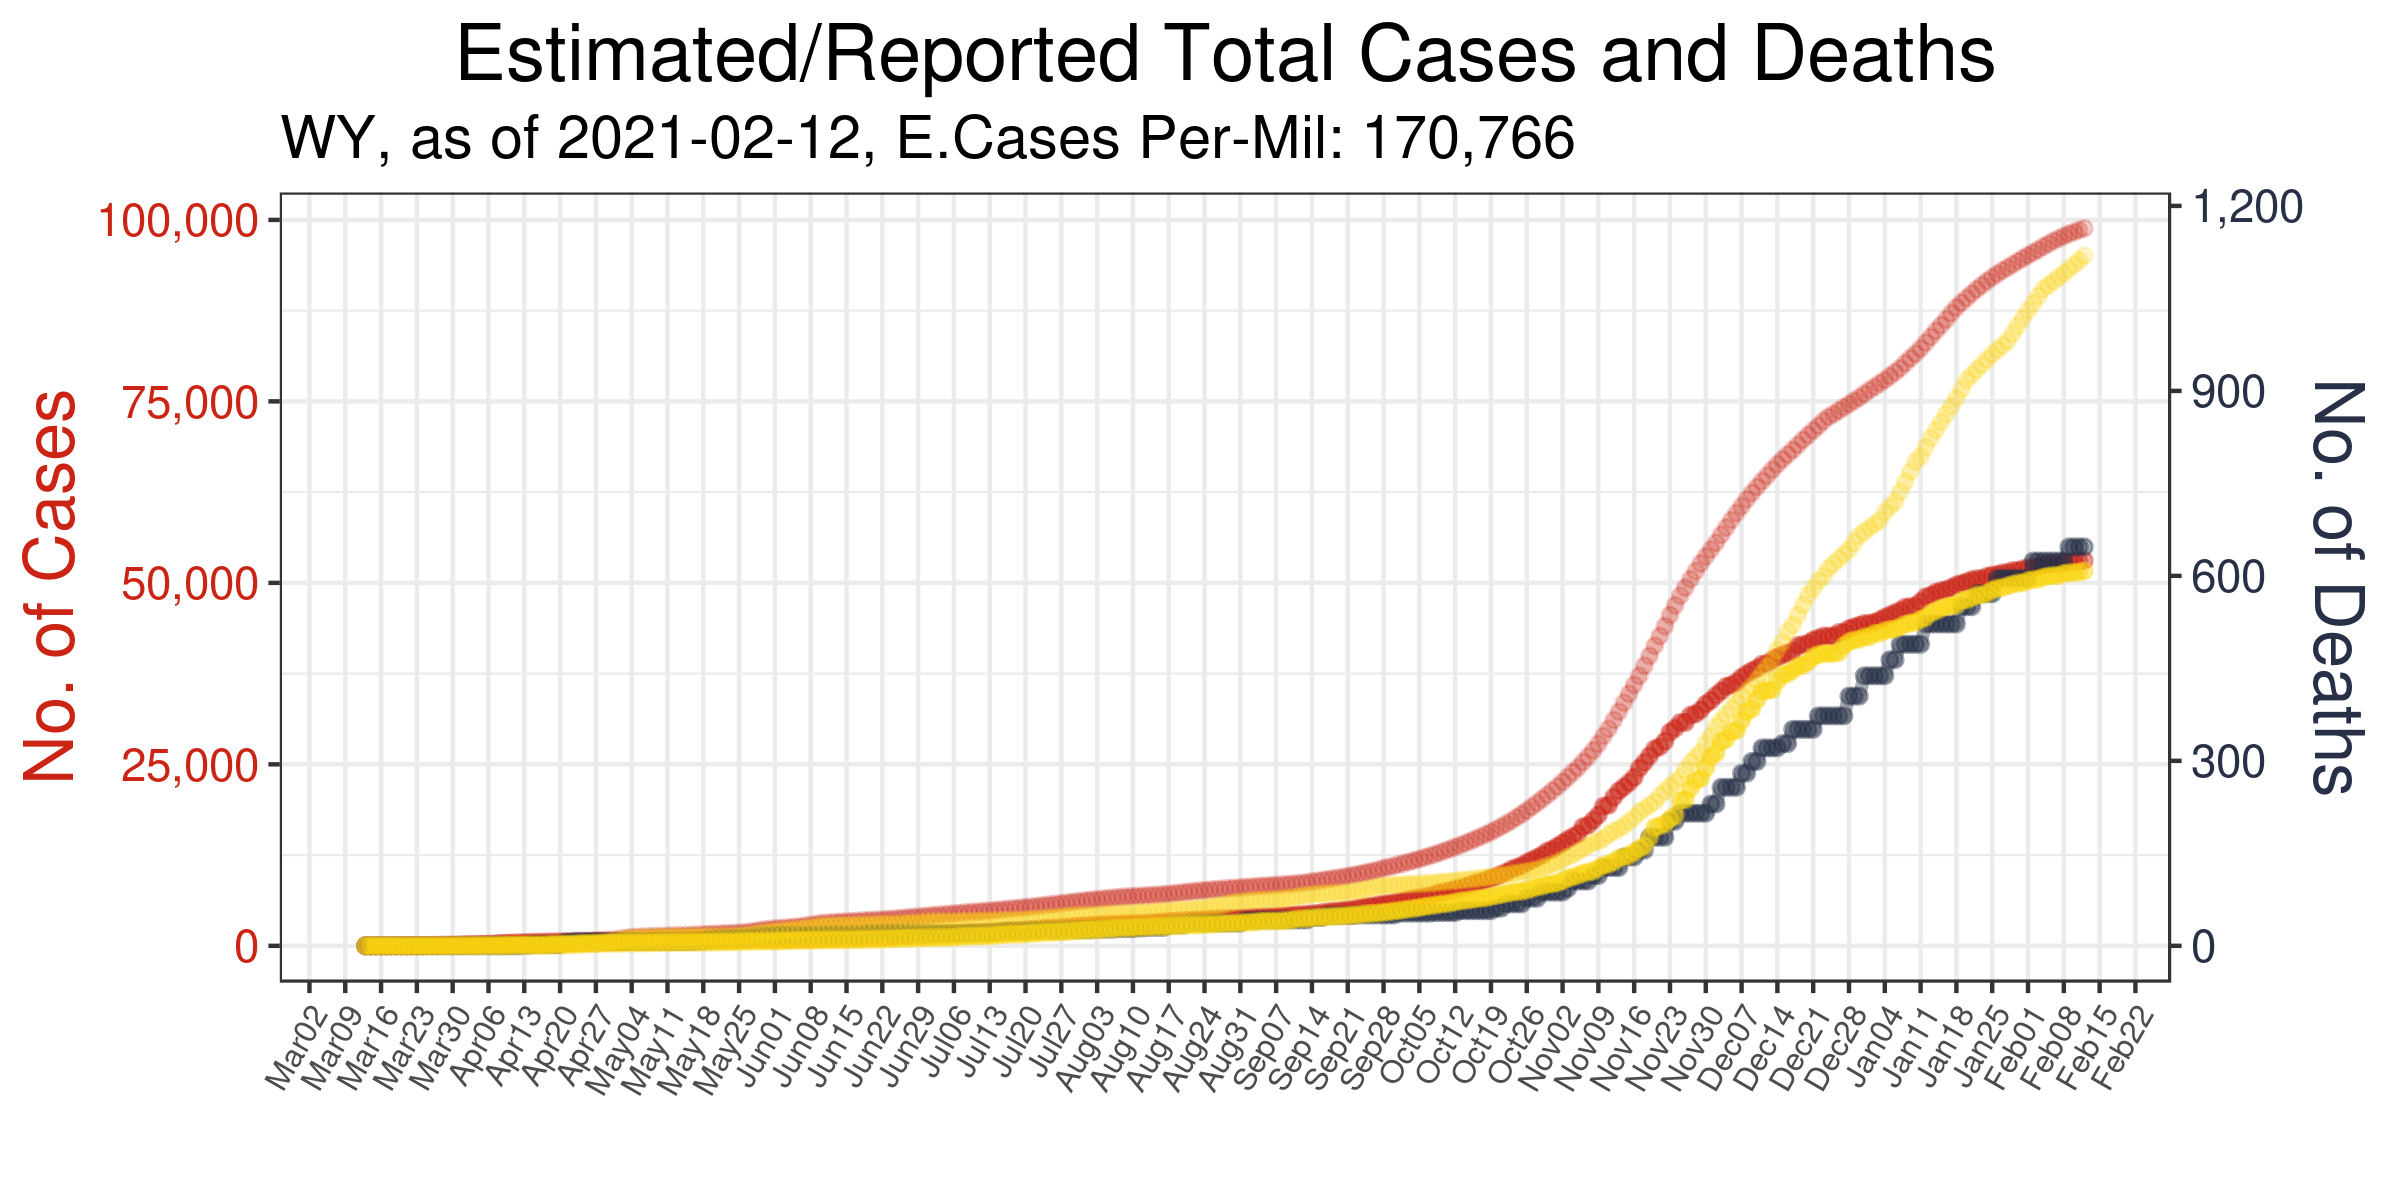 Estimated/Reported Total Cases and Deaths
WY, as of 2021-02-12, E.Cases Per-Mil: 170,766
No. of Cases
100,000
75,000
50,000
25,000
0
1,200
900
600
300
0
No. of Deaths
Mar02 Mar09 Mar16 Mar23 Mar30 Apr06 Apr13 Apr20 Apr27 May04 May11 May18 May25 Jun01 Jun08 Jun15 Jun22 Jun29 Jul06 Jul13 Jul20 Jul27 Aug03 Aug10 Aug17 Aug24 Aug31 Sep07 Sep14 Sep21 Sep28 Oct05 Oct12 Oct19 Oct26 Nov02 Nov09 Nov16 Nov23 Nov30 Dec07 Dec14 Dec21 Dec28 Jan04 Jan11 Jan18 Jan25 Feb01 Feb08 Feb15 Feb22